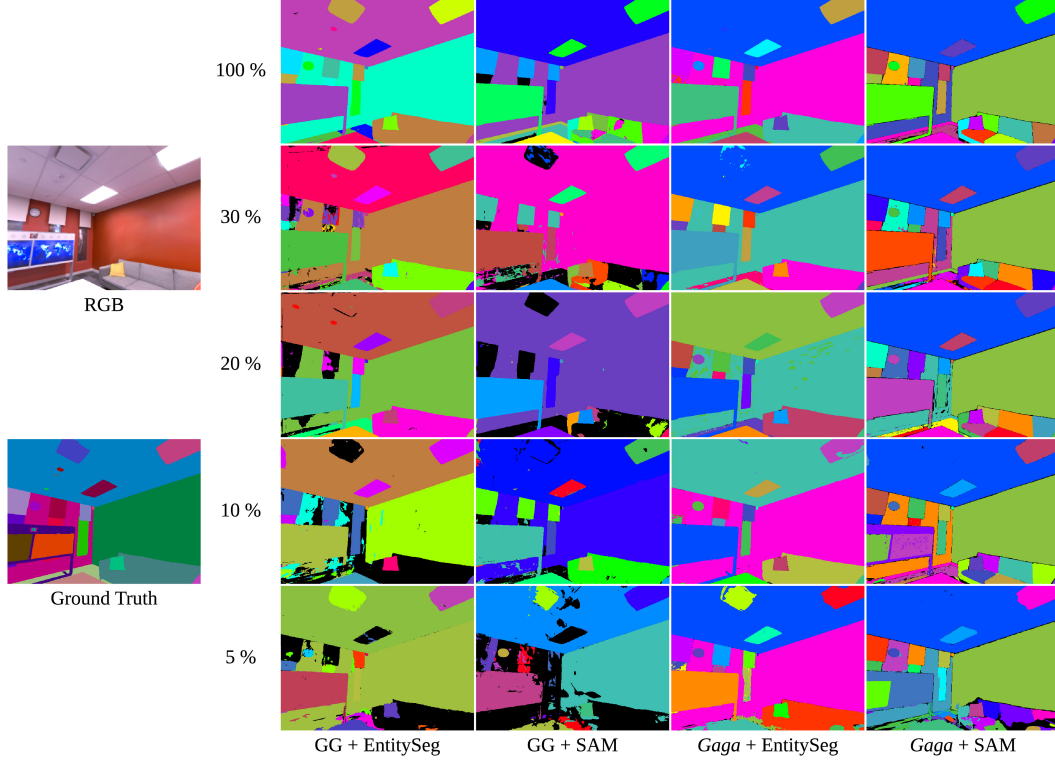 100 %
30 %
RGB
20 %
10 %
Ground Truth
5 %
GG + EntitySeg
GG + SAM
Gaga + EntitySeg
Gaga + SAM